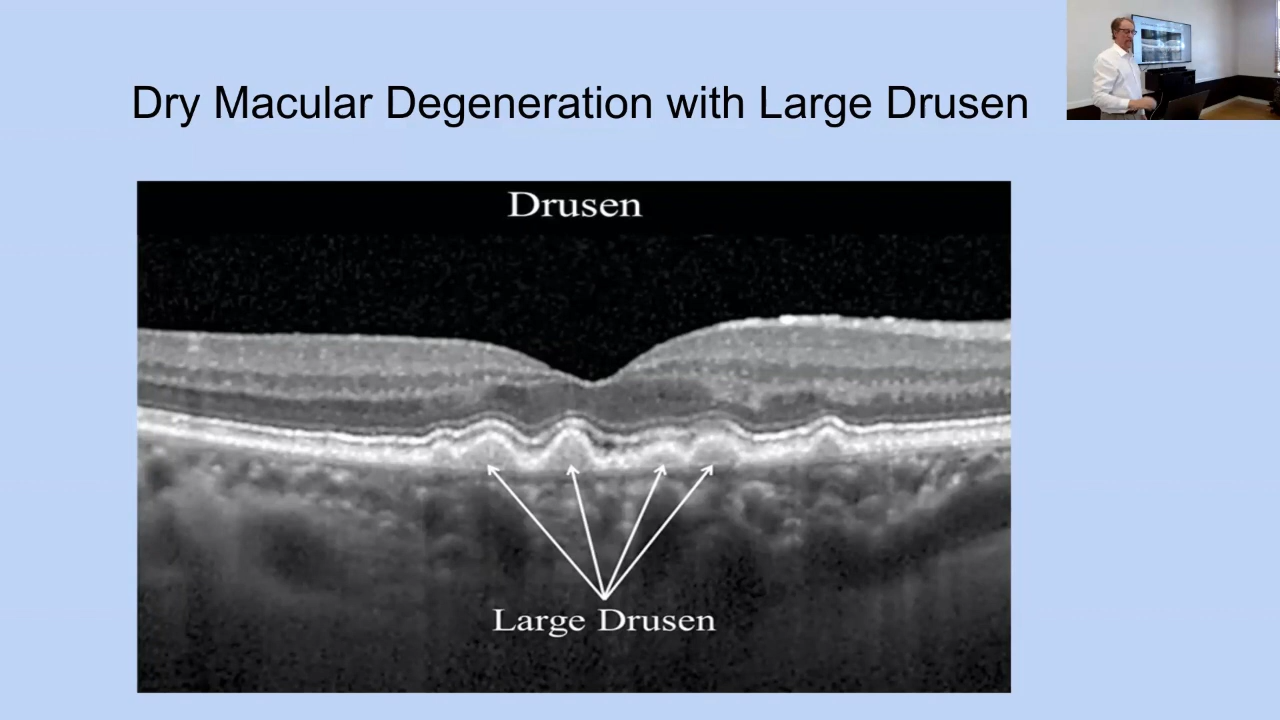 Dry Macular Degeneration with Large Drusen
Drusen
Large Drusen